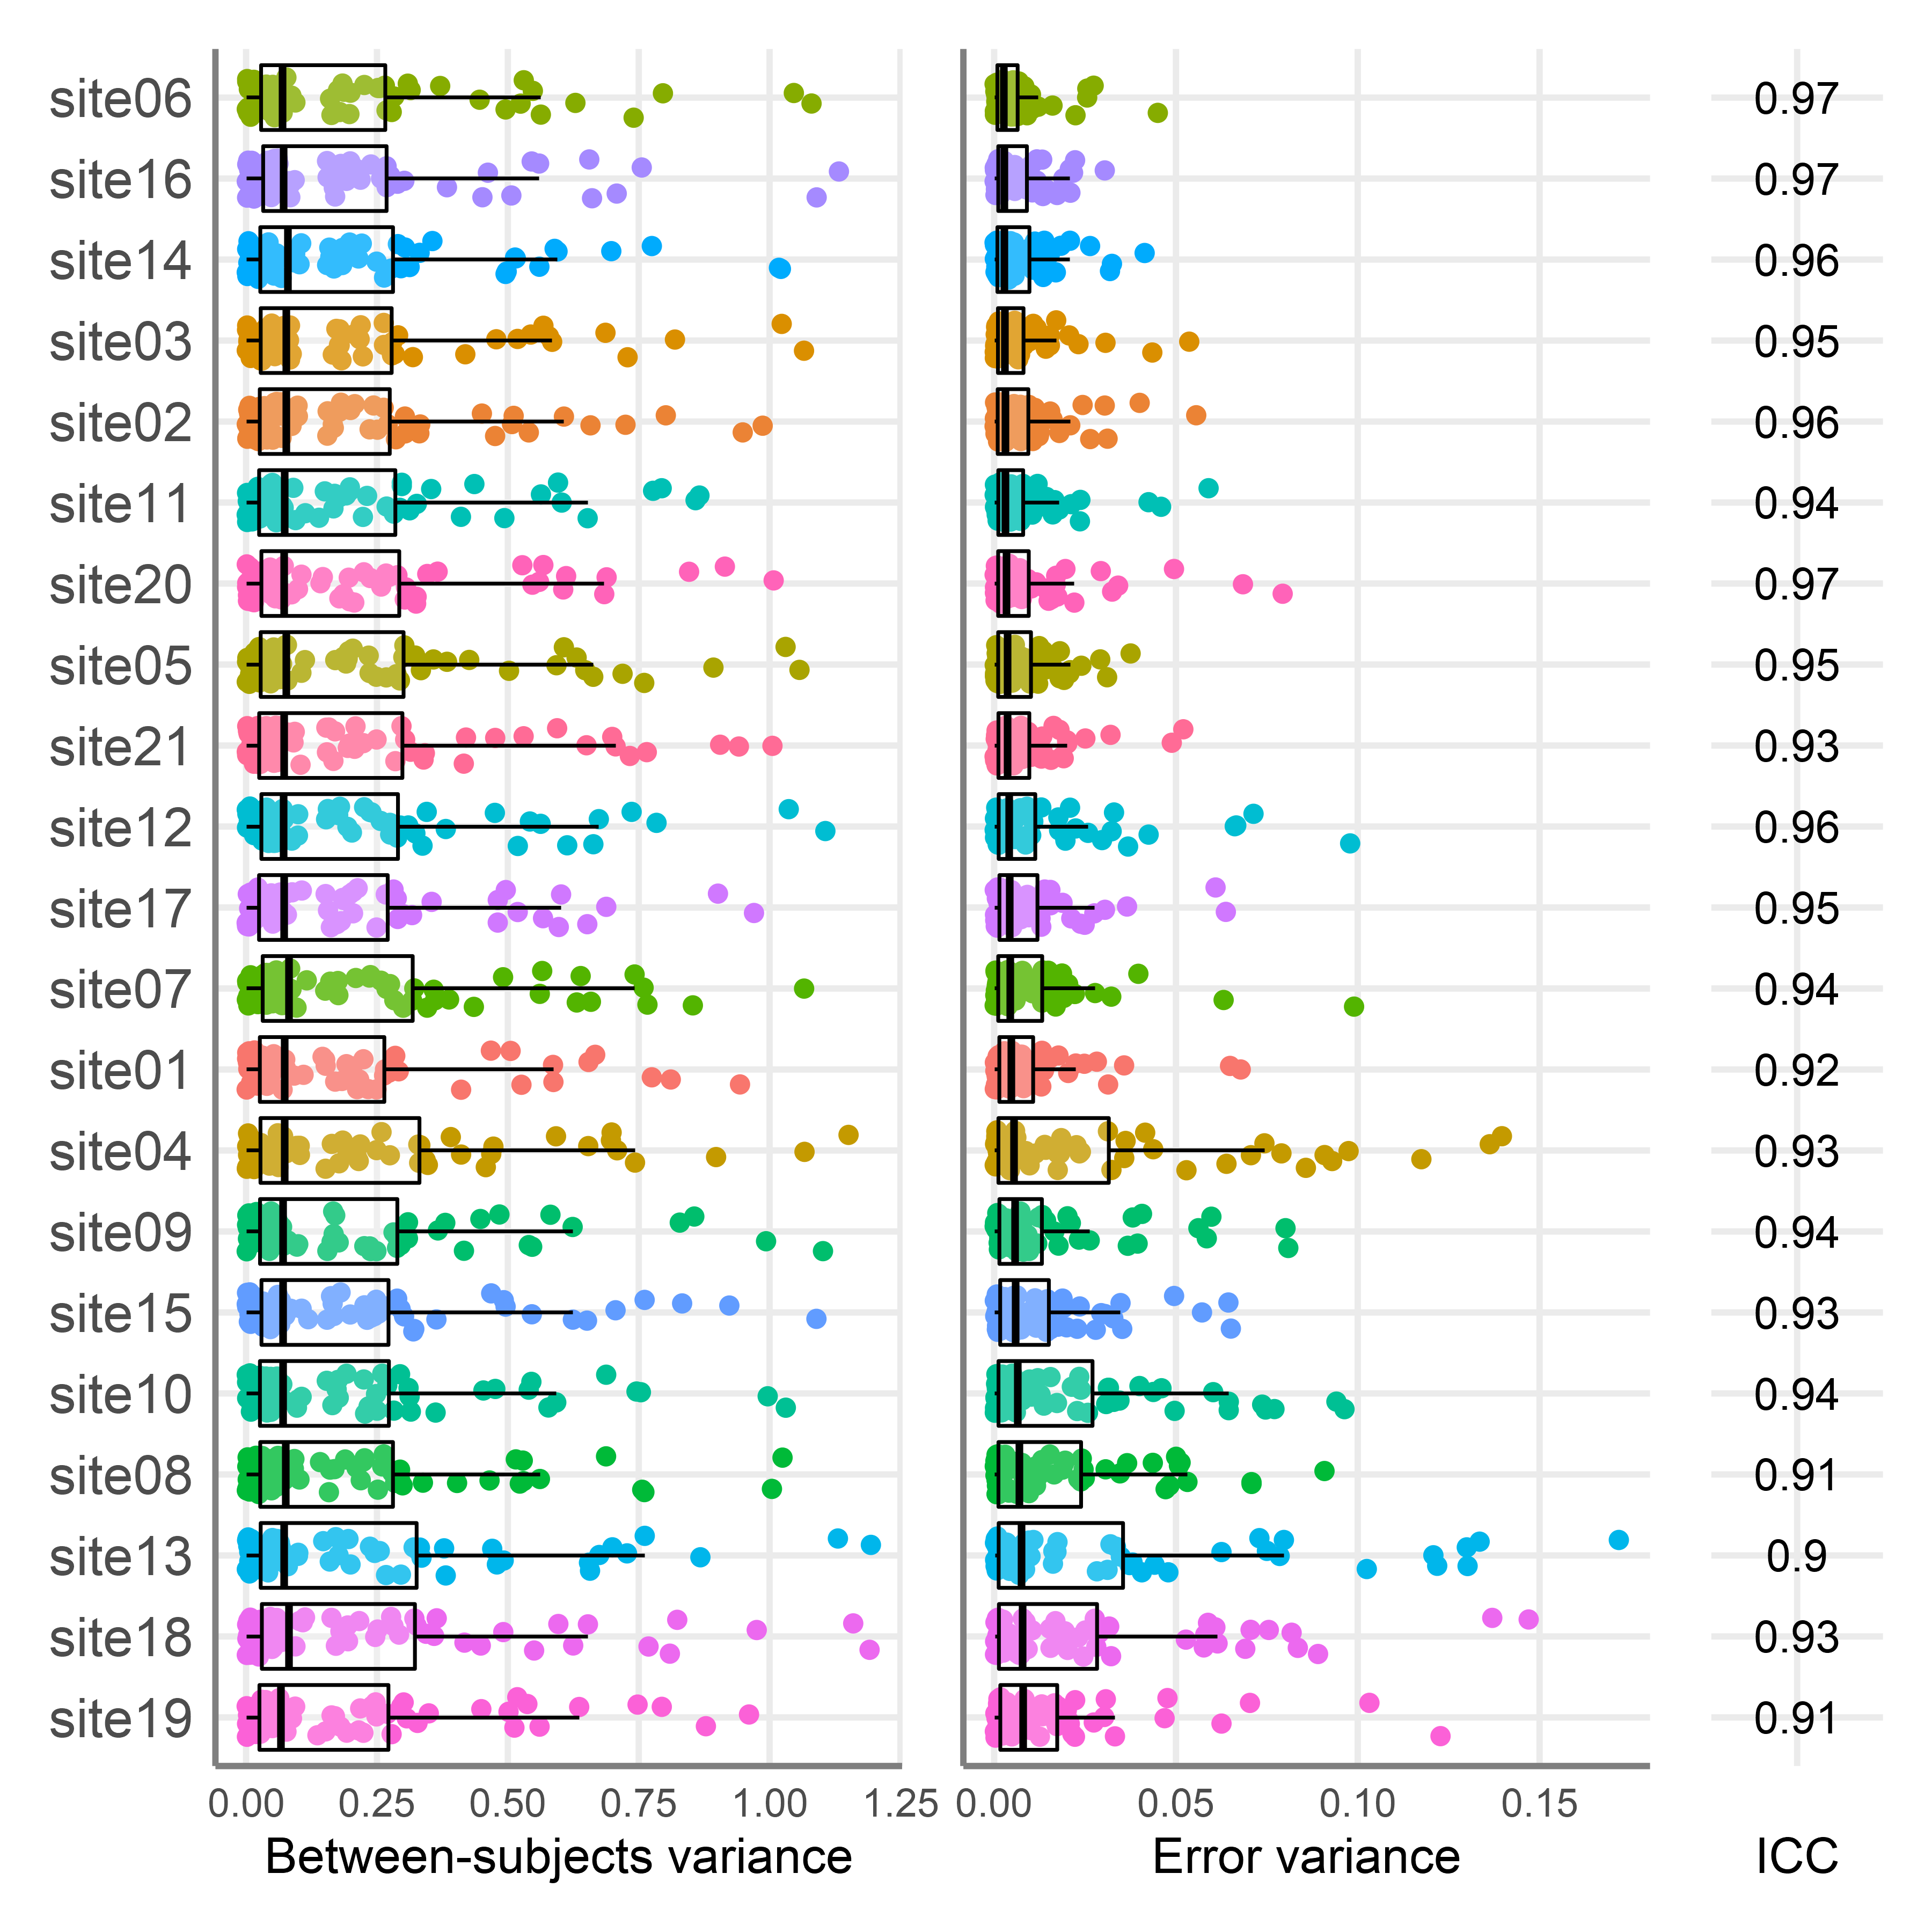 site06 0.97
site16 0.97
site14 0.96
site03 0.95
site02 0.96
site11 0.94
site20 0.97
site05 0.95
site21 0.93
site12 0.96
site17 0.95
site07 0.94
site01 0.92
site04 0.93
site09 0.94
site15 0.93
site10 0.94
site08 0.91
site13 0.9
site18 0.93
site19 0.91
0.00 0.25 0.50 0.75 1.00 1.25 0.00 0.05 0.10 0.15
Between-subjects variance Error variance ICC